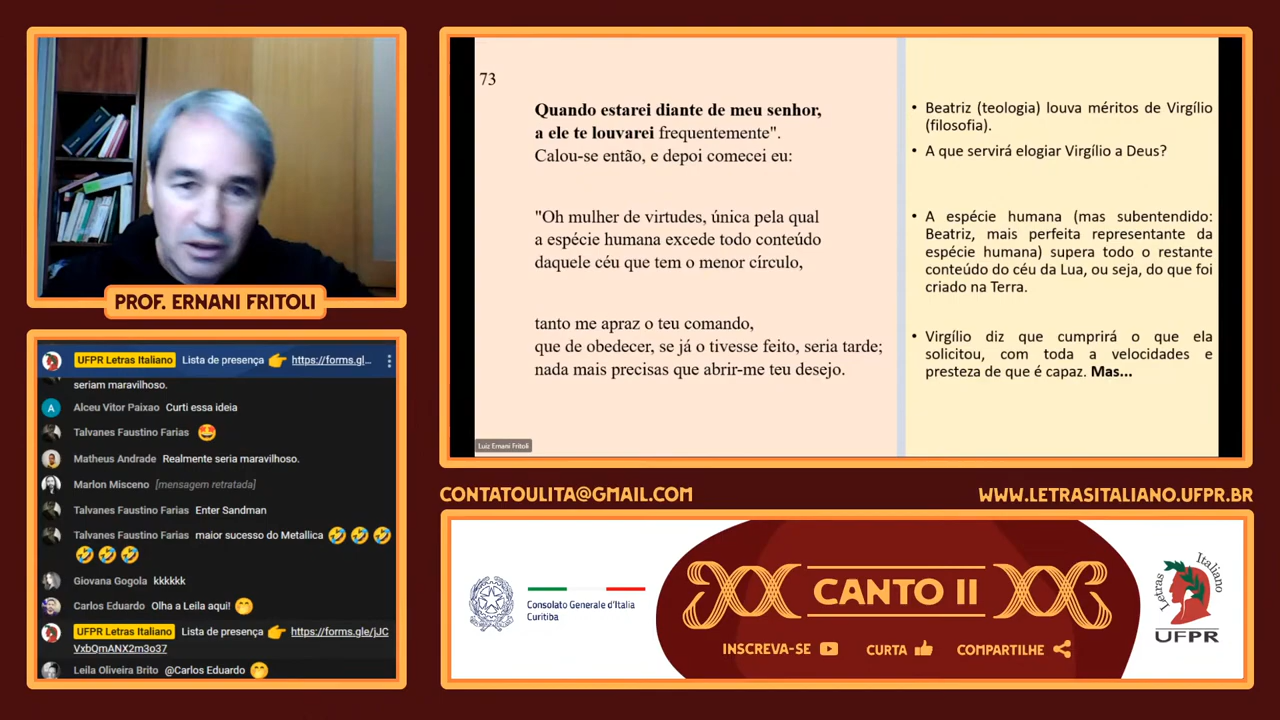 PROF. ERNANI FRITOLI
UFPR Letras Italiano Lista de presença 👉 https://forms.gl...
seriam maravilhoso.
A
Alceu Vitor Paixao Curti essa ideia
Talvanes Faustino Farias 🤩
Matheus Andrade Realmente seria maravilhoso.
Marlon Misceno [mensagem retratada]
Talvanes Faustino Farias Enter Sandman
Talvanes Faustino Farias maior sucesso do Metallica 🤣 🤣 🤣
🤣 🤣 🤣
Giovana Gogola kkkkkk
Carlos Eduardo Olha a Leila aqui! 🤭
UFPR Letras Italiano Lista de presença 👉 https://forms.gle/jJC
VxbQmANX2m3o37
Leila Oliveira Brito @Carlos Eduardo 🤭
73
Quando estarei diante de meu senhor,
a ele te louvarei frequentemente".
Calou-se então, e depoi comecei eu:
"Oh mulher de virtudes, única pela qual
a espécie humana excede todo conteúdo
daquele céu que tem o menor círculo,
tanto me apraz o teu comando,
que de obedecer, se já o tivesse feito, seria tarde;
nada mais precisas que abrir-me teu desejo.
• Beatriz (teologia) louva méritos de Virgílio
(filosofia).
• A que servirá elogiar Virgílio a Deus?
• A espécie humana (mas subentendido:
Beatriz, mais perfeita representante da
espécie humana) supera todo o restante
conteúdo do céu da Lua, ou seja, do que foi
criado na Terra.
• Virgílio diz que cumprirá o que ela
solicitou, com toda a velocidades e
presteza de que é capaz. Mas...
Luiz Ernani Fritoli
CONTATOULITA@GMAIL.COM
WWW.LETRASITALIANO.UFPR.BR
Consolato Generale d'Italia
Curitiba
CANTO II
INSCREVA-SE
CURTA
COMPARTILHE
Letras Italiano
UFPR